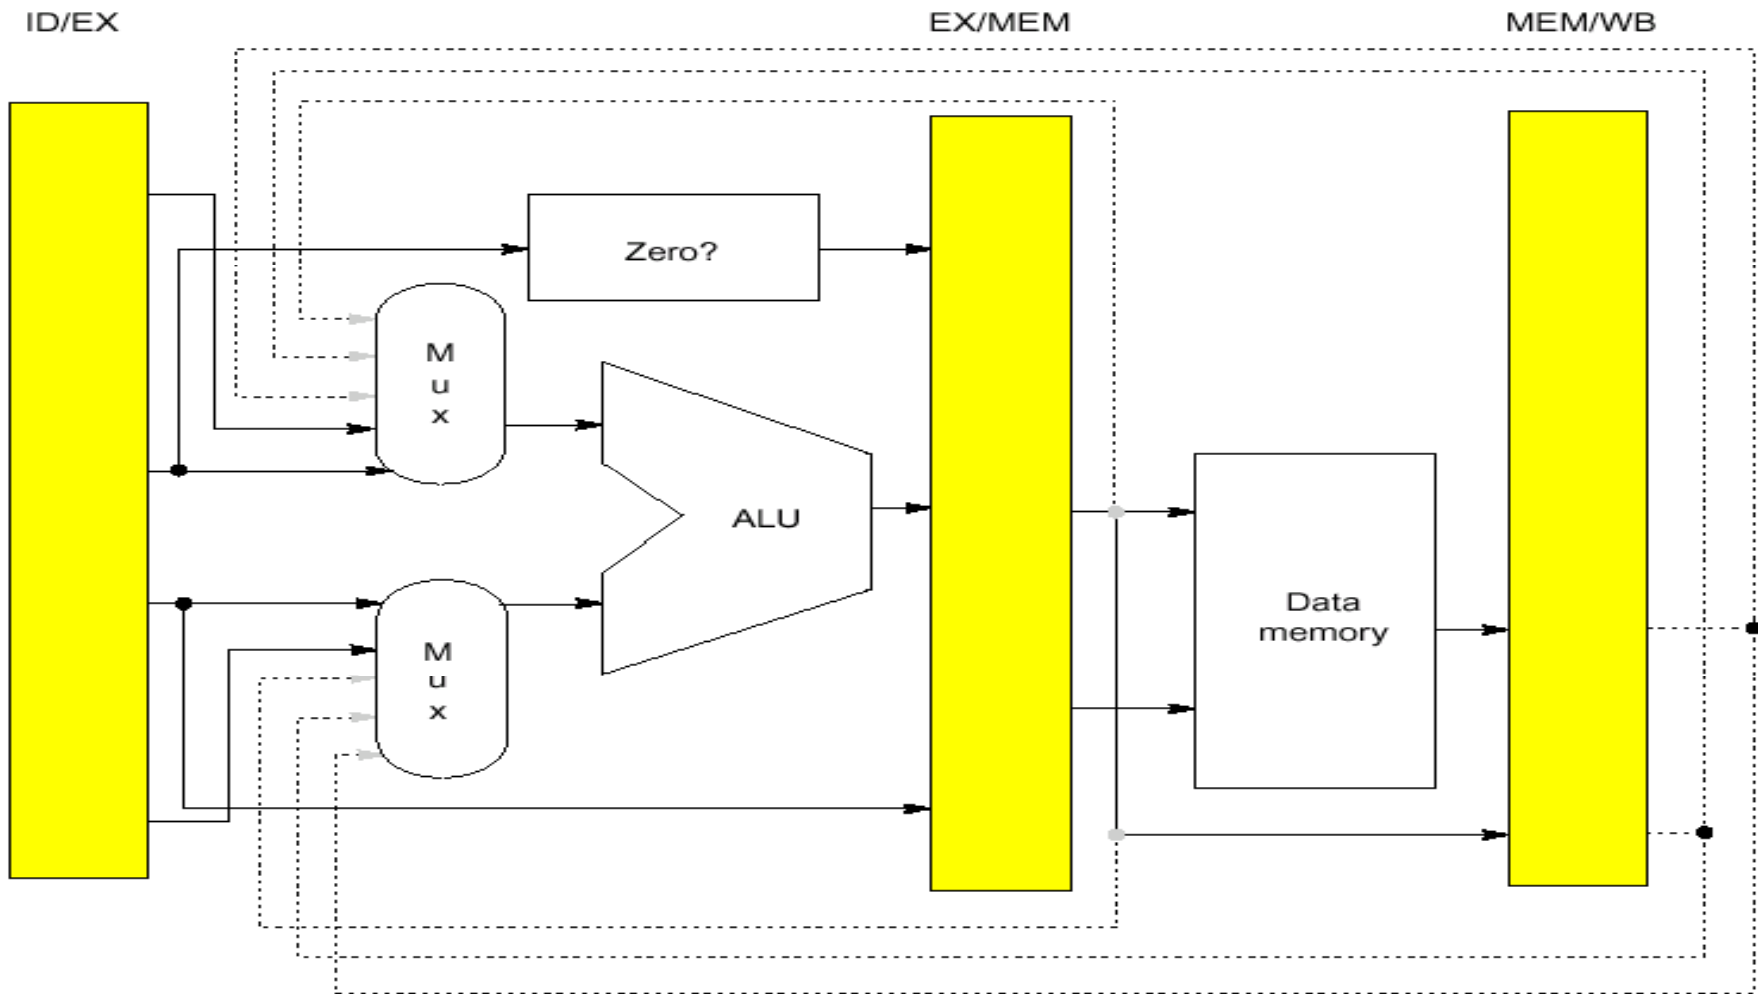 ID/EX
EX/MEM
MEM/WB
Zero?
M
u
x
ALU
M
u
x
Data
memory